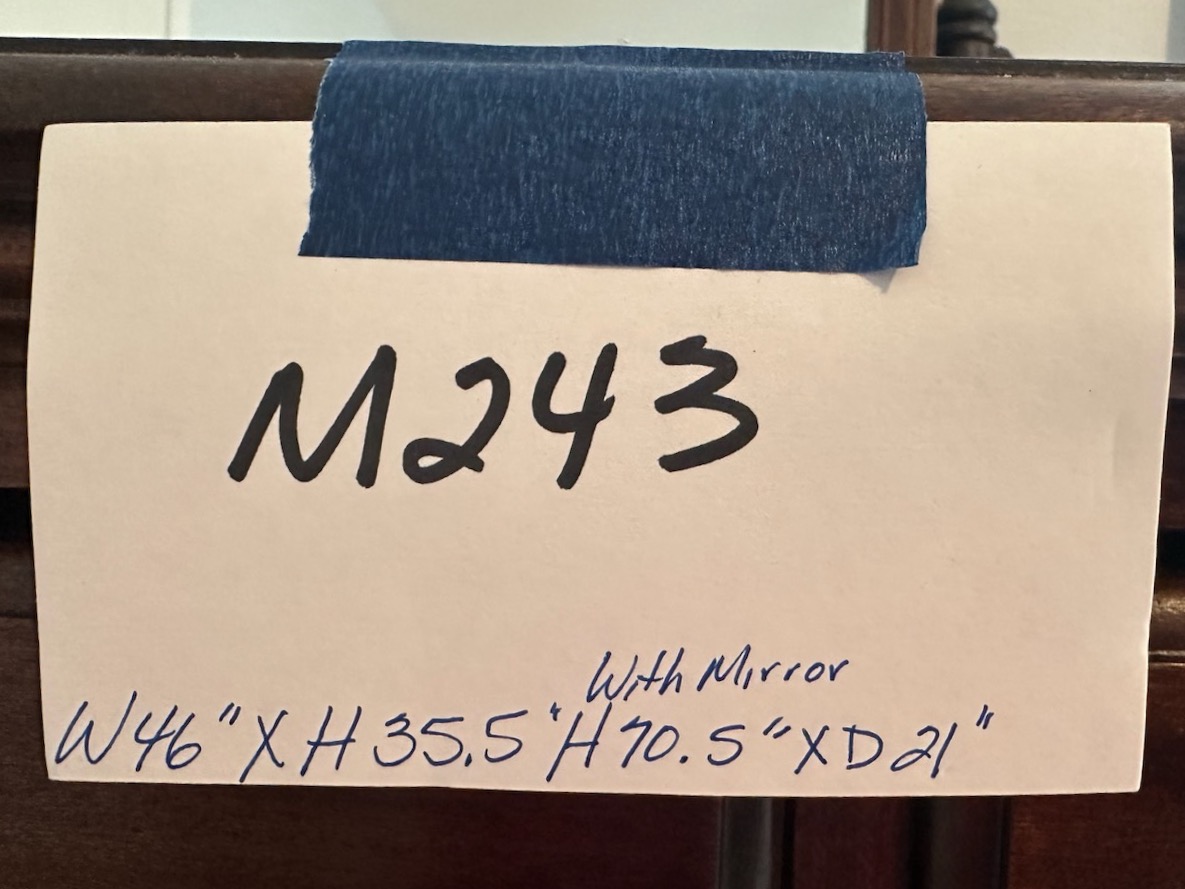 M243
With Mirror
W46" X H 35.5" H 70.5" X D 21"